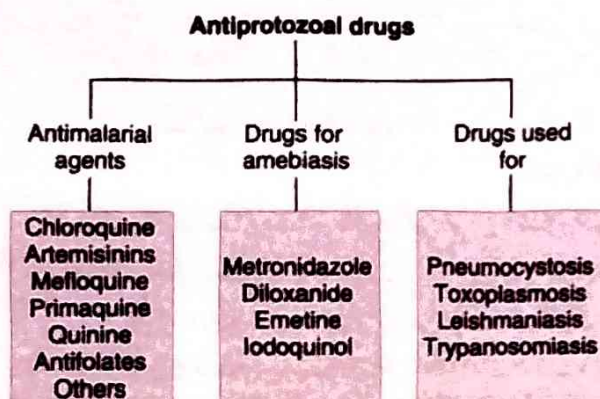 Antiprotozoal drugs
Antimalarial
agents
Chloroquine
Artemisinins
Mefloquine
Primaquine
Quinine
Antifolates
Others
Drugs for
amebiasis
Metronidazole
Diloxanide
Emetine
Iodoquinol
Drugs used
for
Pneumocystosis
Toxoplasmosis
Leishmaniasis
Trypanosomiasis